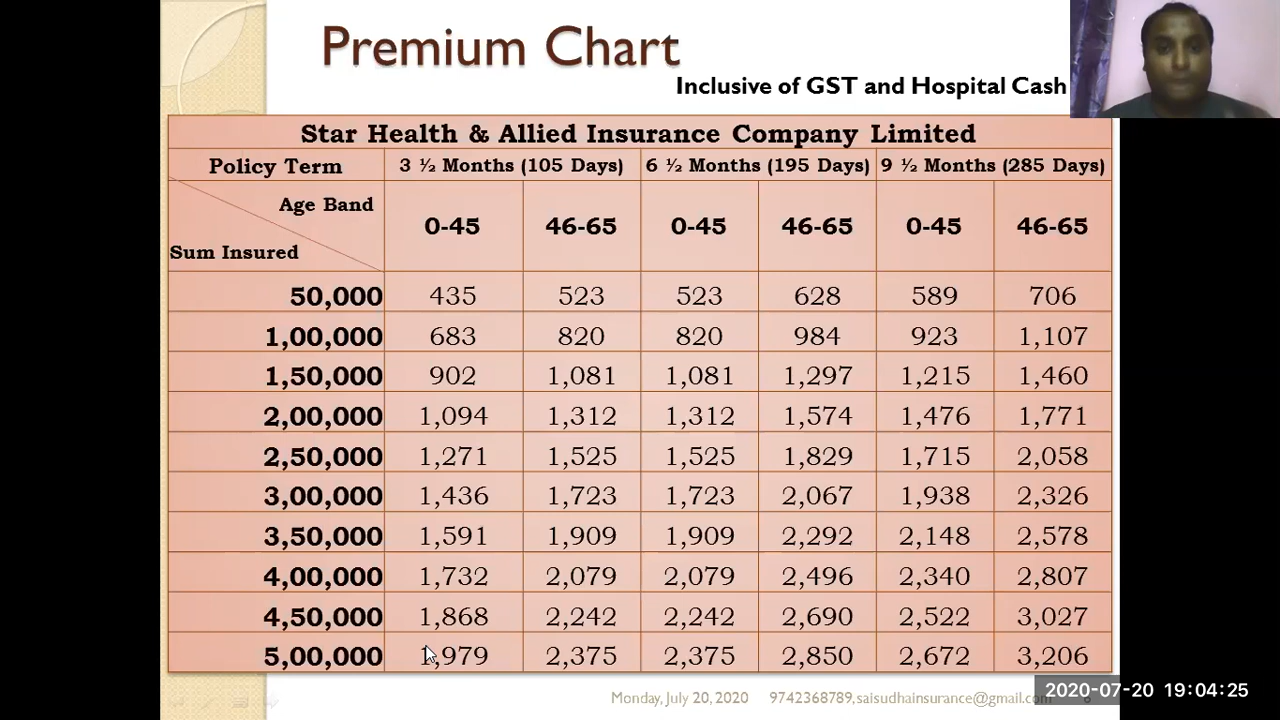 Premium Chart
Inclusive of GST and Hospital Cash
Star Health & Allied Insurance Company Limited
Policy Term 3 ½ Months (105 Days) 6 ½ Months (195 Days) 9 ½ Months (285 Days)
Age Band
Sum Insured
0-45 46-65 0-45 46-65 0-45 46-65
50,000 435 523 523 628 589 706
1,00,000 683 820 820 984 923 1,107
1,50,000 902 1,081 1,081 1,297 1,215 1,460
2,00,000 1,094 1,312 1,312 1,574 1,476 1,771
2,50,000 1,271 1,525 1,525 1,829 1,715 2,058
3,00,000 1,436 1,723 1,723 2,067 1,938 2,326
3,50,000 1,591 1,909 1,909 2,292 2,148 2,578
4,00,000 1,732 2,079 2,079 2,496 2,340 2,807
4,50,000 1,868 2,242 2,242 2,690 2,522 3,027
5,00,000 1,979 2,375 2,375 2,850 2,672 3,206
Monday, July 20, 2020 9742368789,saisudhainsurance@gmail.com
2020-07-20 19:04:25